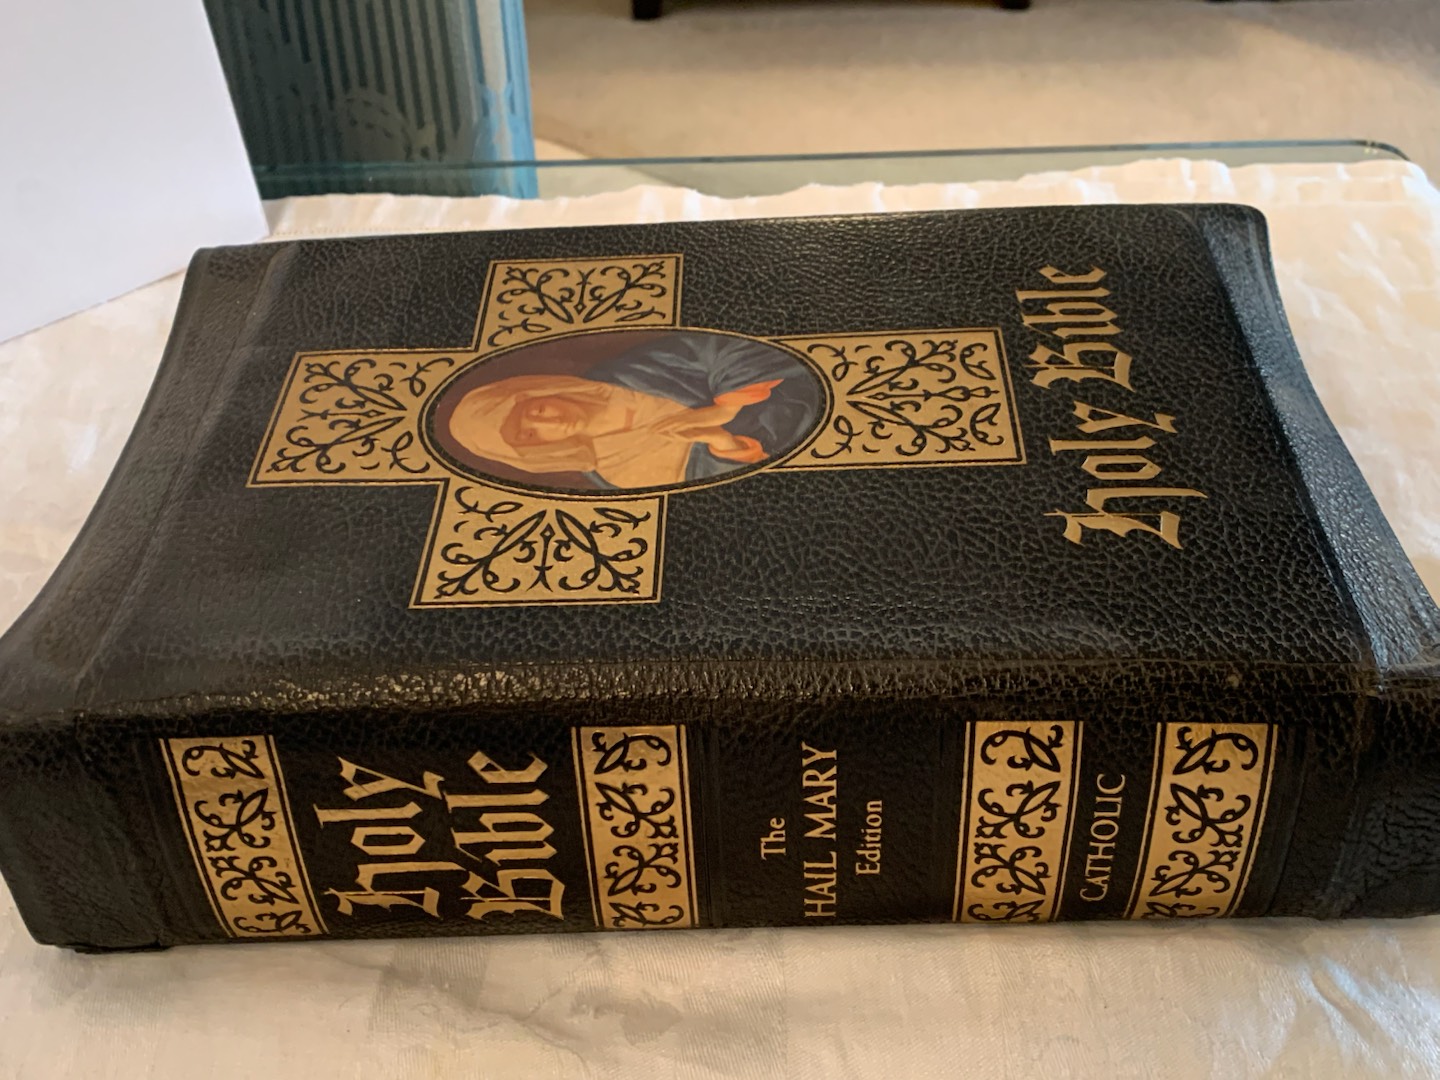 Holy Bible
Holy
Bible
The
HAIL MARY
Edition
CATHOLIC